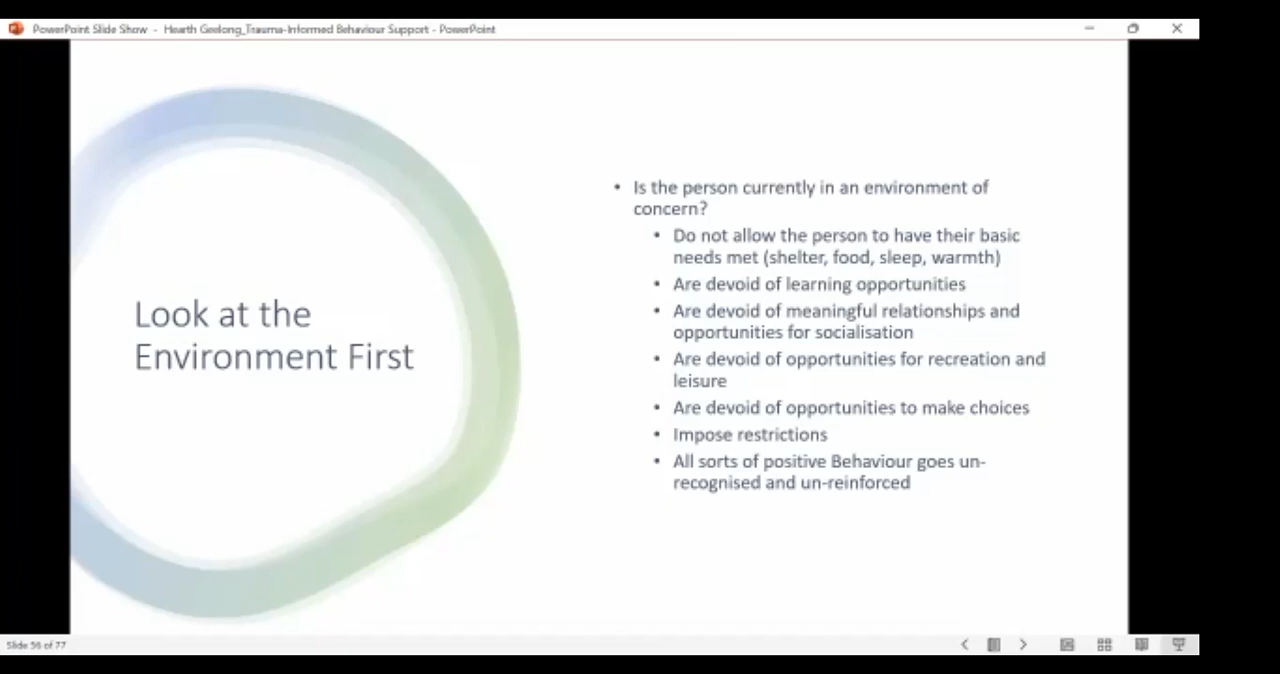 PowerPoint Slide Show - Hearth Geelong_Trauma-Informed Behaviour Support - PowerPoint
Look at the
Environment First
• Is the person currently in an environment of
concern?
• Do not allow the person to have their basic
needs met (shelter, food, sleep, warmth)
• Are devoid of learning opportunities
• Are devoid of meaningful relationships and
opportunities for socialisation
• Are devoid of opportunities for recreation and
leisure
• Are devoid of opportunities to make choices
• Impose restrictions
• All sorts of positive Behaviour goes un-
recognised and un-reinforced
Slide 56 of 77